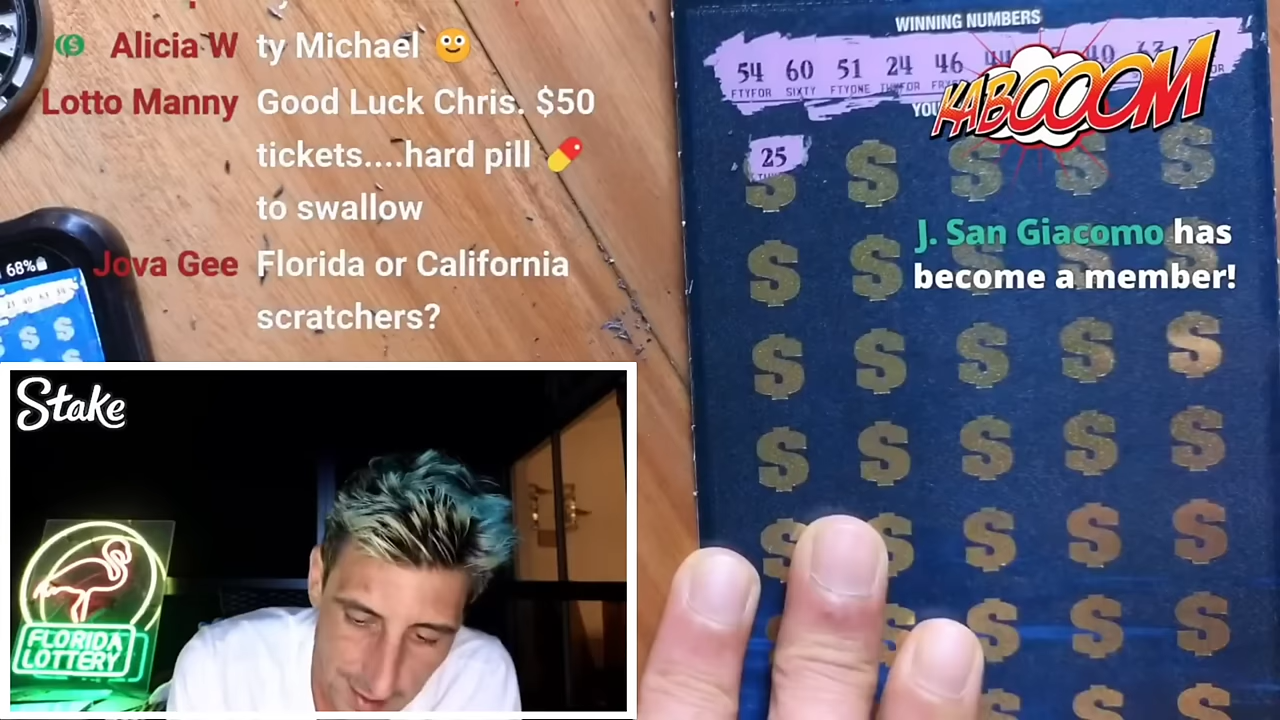 Alicia W ty Michael 🙂
Lotto Manny Good Luck Chris. $50
tickets....hard pill 💊
to swallow
Jova Gee Florida or California
scratchers?
68%
Stake
FLORIDA
LOTTERY
WINNING NUMBERS
54 60 51 24 46 40
FTYFOR SIXTY FTYONE
KABOOOM
25
J. San Giacomo has
become a member!